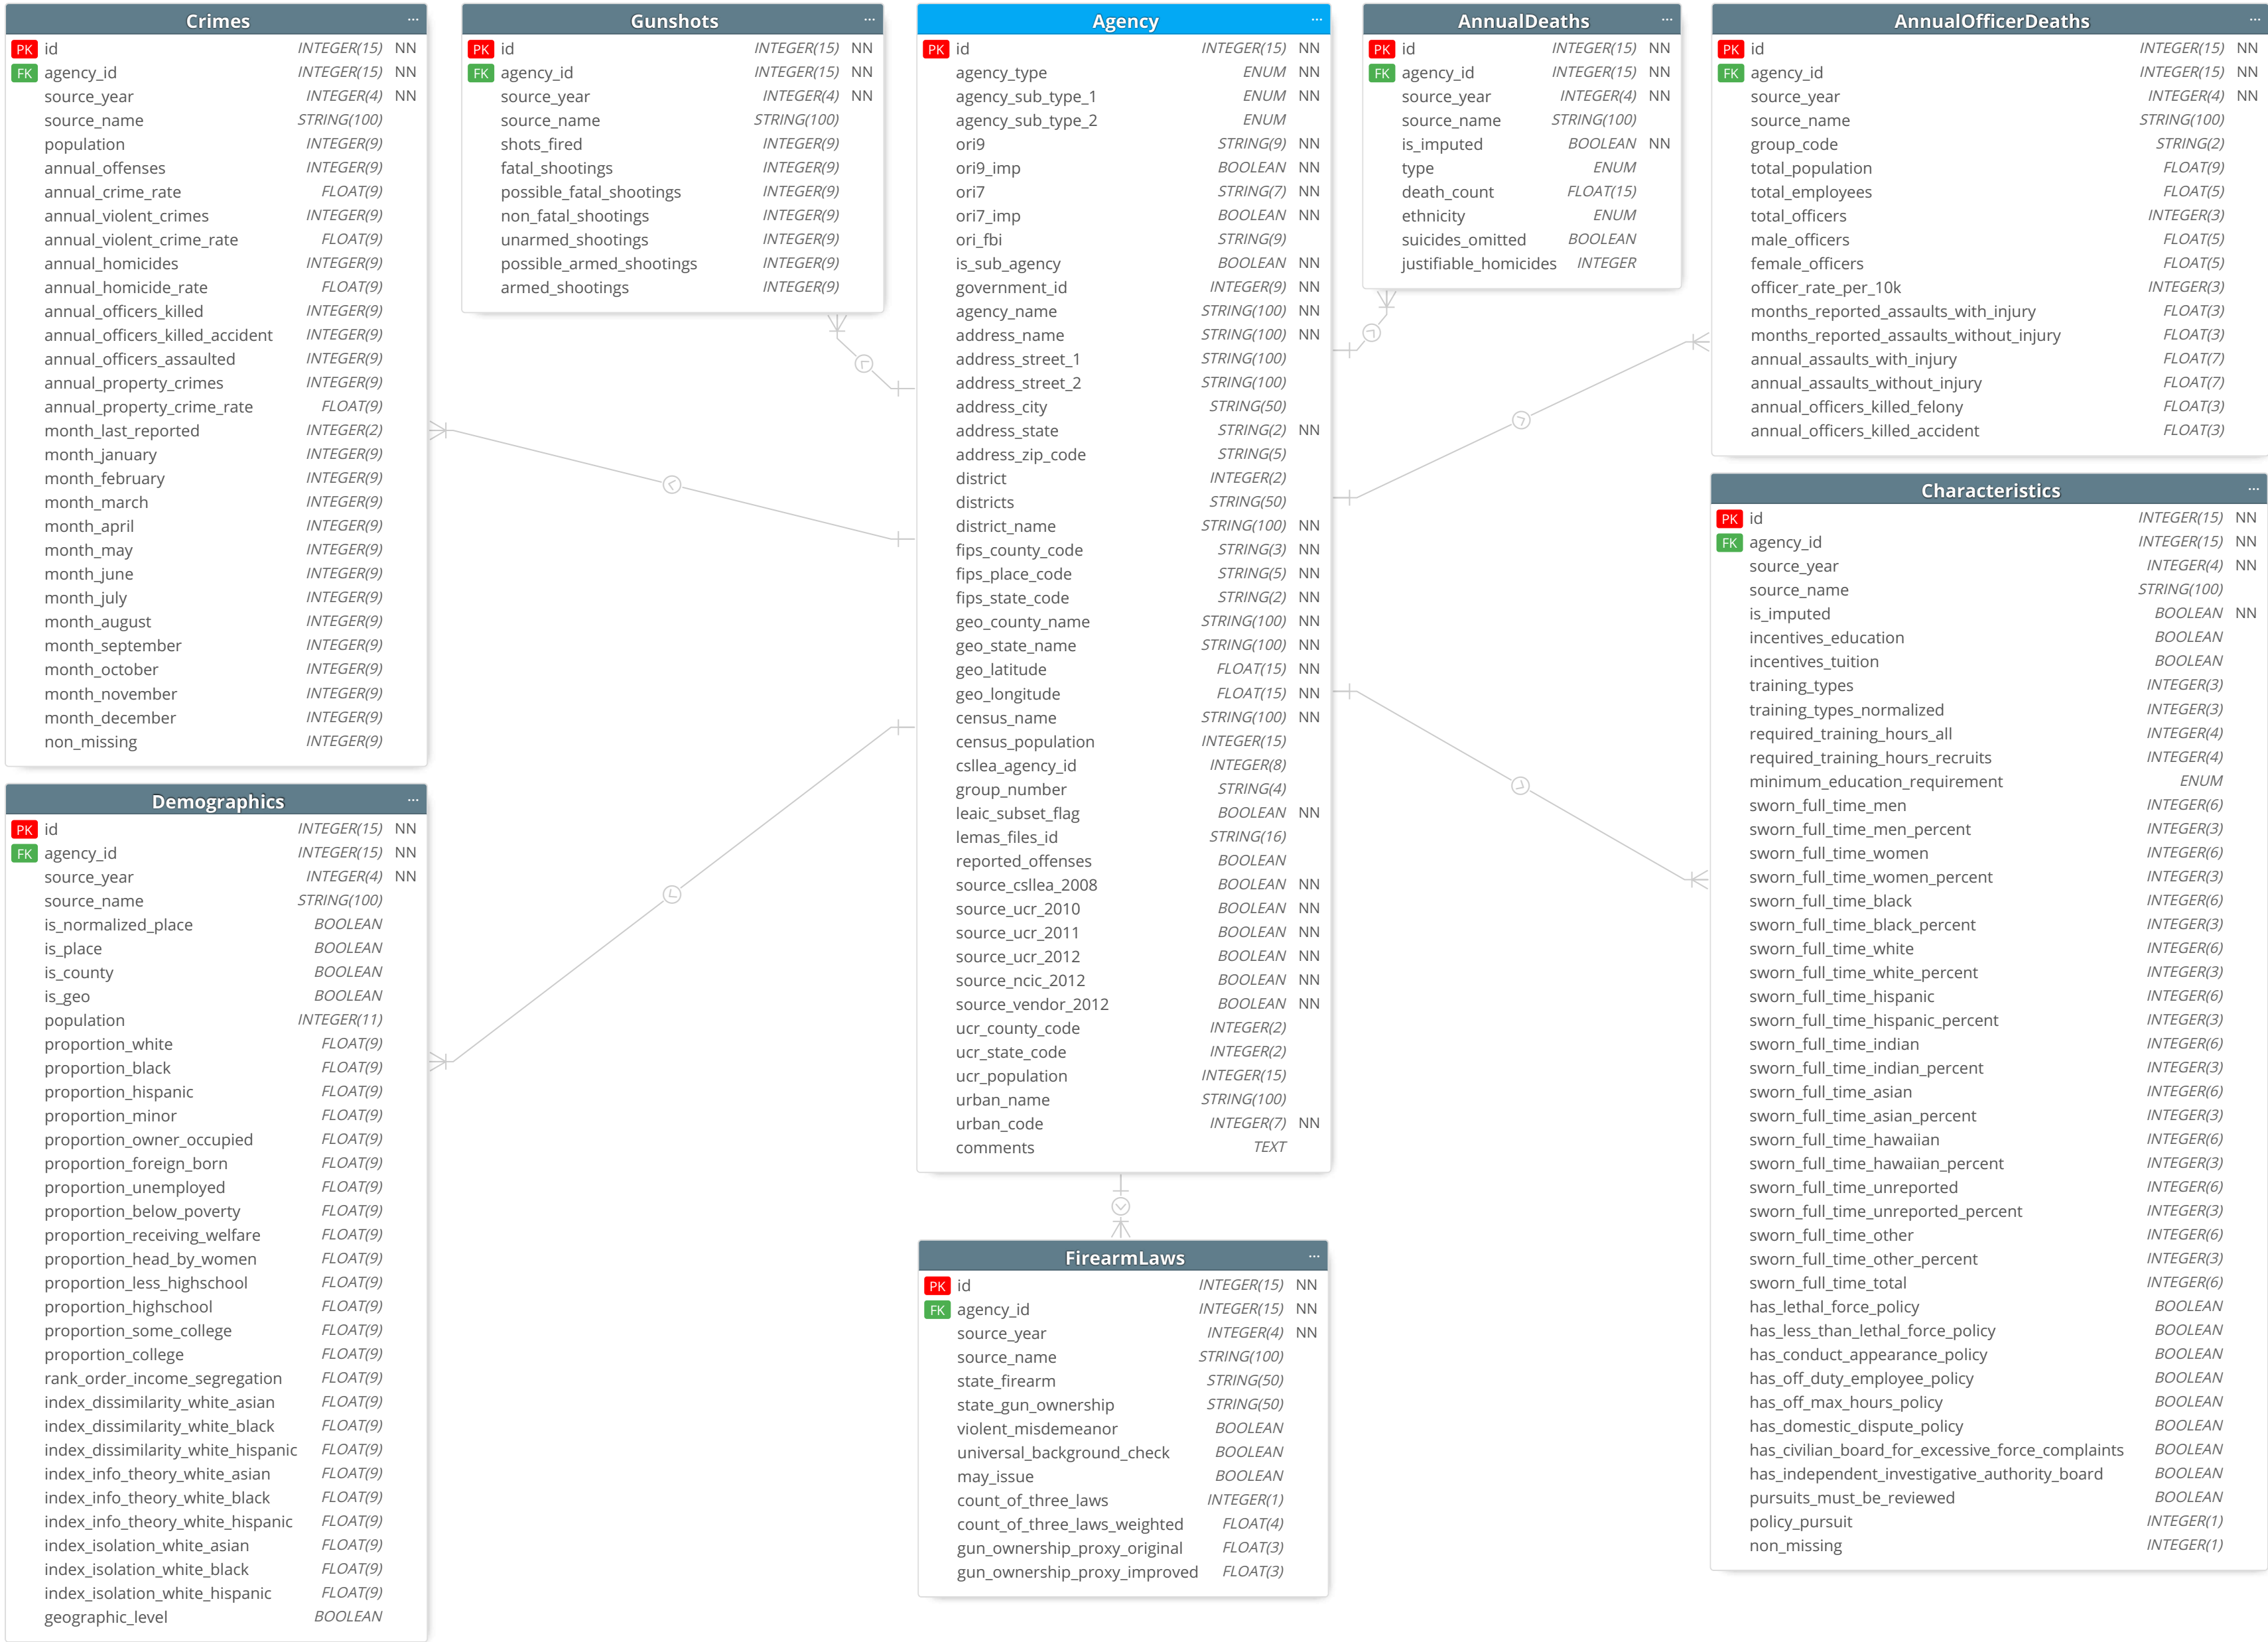 Crimes ...
PK id INTEGER(15) NN
FK agency_id INTEGER(15) NN
source_year INTEGER(4) NN
source_name STRING(100)
population INTEGER(9)
annual_offenses INTEGER(9)
annual_crime_rate FLOAT(9)
annual_violent_crimes INTEGER(9)
annual_violent_crime_rate FLOAT(9)
annual_homicides INTEGER(9)
annual_homicide_rate FLOAT(9)
annual_officers_killed INTEGER(9)
annual_officers_killed_accident INTEGER(9)
annual_officers_assaulted INTEGER(9)
annual_property_crimes INTEGER(9)
annual_property_crime_rate FLOAT(9)
month_last_reported INTEGER(2)
month_january INTEGER(9)
month_february INTEGER(9)
month_march INTEGER(9)
month_april INTEGER(9)
month_may INTEGER(9)
month_june INTEGER(9)
month_july INTEGER(9)
month_august INTEGER(9)
month_september INTEGER(9)
month_october INTEGER(9)
month_november INTEGER(9)
month_december INTEGER(9)
non_missing INTEGER(9)
Demographics ...
PK id INTEGER(15) NN
FK agency_id INTEGER(15) NN
source_year INTEGER(4) NN
source_name STRING(100)
is_normalized_place BOOLEAN
is_place BOOLEAN
is_county BOOLEAN
is_geo BOOLEAN
population INTEGER(11)
proportion_white FLOAT(9)
proportion_black FLOAT(9)
proportion_hispanic FLOAT(9)
proportion_minor FLOAT(9)
proportion_owner_occupied FLOAT(9)
proportion_foreign_born FLOAT(9)
proportion_unemployed FLOAT(9)
proportion_below_poverty FLOAT(9)
proportion_receiving_welfare FLOAT(9)
proportion_head_by_women FLOAT(9)
proportion_less_highschool FLOAT(9)
proportion_highschool FLOAT(9)
proportion_some_college FLOAT(9)
proportion_college FLOAT(9)
rank_order_income_segregation FLOAT(9)
index_dissimilarity_white_asian FLOAT(9)
index_dissimilarity_white_black FLOAT(9)
index_dissimilarity_white_hispanic FLOAT(9)
index_info_theory_white_asian FLOAT(9)
index_info_theory_white_black FLOAT(9)
index_info_theory_white_hispanic FLOAT(9)
index_isolation_white_asian FLOAT(9)
index_isolation_white_black FLOAT(9)
index_isolation_white_hispanic FLOAT(9)
geographic_level BOOLEAN
Gunshots ...
PK id INTEGER(15) NN
FK agency_id INTEGER(15) NN
source_year INTEGER(4) NN
source_name STRING(100)
shots_fired INTEGER(9)
fatal_shootings INTEGER(9)
possible_fatal_shootings INTEGER(9)
non_fatal_shootings INTEGER(9)
unarmed_shootings INTEGER(9)
possible_armed_shootings INTEGER(9)
armed_shootings INTEGER(9)
Agency ...
PK id INTEGER(15) NN
agency_type ENUM NN
agency_sub_type_1 ENUM NN
agency_sub_type_2 ENUM
ori9 STRING(9) NN
ori9_imp BOOLEAN NN
ori7 STRING(7) NN
ori7_imp BOOLEAN NN
ori_fbi STRING(9)
is_sub_agency BOOLEAN NN
government_id INTEGER(9) NN
agency_name STRING(100) NN
address_name STRING(100) NN
address_street_1 STRING(100)
address_street_2 STRING(100)
address_city STRING(50)
address_state STRING(2) NN
address_zip_code STRING(5)
district INTEGER(2)
districts STRING(50)
district_name STRING(100) NN
fips_county_code STRING(3) NN
fips_place_code STRING(5) NN
fips_state_code STRING(2) NN
geo_county_name STRING(100) NN
geo_state_name STRING(100) NN
geo_latitude FLOAT(15) NN
geo_longitude FLOAT(15) NN
census_name STRING(100) NN
census_population INTEGER(15)
csllea_agency_id INTEGER(8)
group_number STRING(4)
leaic_subset_flag BOOLEAN NN
lemas_files_id STRING(16)
reported_offenses BOOLEAN
source_csllea_2008 BOOLEAN NN
source_ucr_2010 BOOLEAN NN
source_ucr_2011 BOOLEAN NN
source_ucr_2012 BOOLEAN NN
source_ncic_2012 BOOLEAN NN
source_vendor_2012 BOOLEAN NN
ucr_county_code INTEGER(2)
ucr_state_code INTEGER(2)
ucr_population INTEGER(15)
urban_name STRING(100)
urban_code INTEGER(7) NN
comments TEXT
FirearmLaws ...
PK id INTEGER(15) NN
FK agency_id INTEGER(15) NN
source_year INTEGER(4) NN
source_name STRING(100)
state_firearm STRING(50)
state_gun_ownership STRING(50)
violent_misdemeanor BOOLEAN
universal_background_check BOOLEAN
may_issue BOOLEAN
count_of_three_laws INTEGER(1)
count_of_three_laws_weighted FLOAT(4)
gun_ownership_proxy_original FLOAT(3)
gun_ownership_proxy_improved FLOAT(3)
AnnualDeaths ...
PK id INTEGER(15) NN
FK agency_id INTEGER(15) NN
source_year INTEGER(4) NN
source_name STRING(100)
is_imputed BOOLEAN NN
type ENUM
death_count FLOAT(15)
ethnicity ENUM
suicides_omitted BOOLEAN
justifiable_homicides INTEGER
AnnualOfficerDeaths ...
PK id INTEGER(15) NN
FK agency_id INTEGER(15) NN
source_year INTEGER(4) NN
source_name STRING(100)
group_code STRING(2)
total_population FLOAT(9)
total_employees FLOAT(5)
total_officers INTEGER(3)
male_officers FLOAT(5)
female_officers FLOAT(5)
officer_rate_per_10k INTEGER(3)
months_reported_assaults_with_injury FLOAT(3)
months_reported_assaults_without_injury FLOAT(3)
annual_assaults_with_injury FLOAT(7)
annual_assaults_without_injury FLOAT(7)
annual_officers_killed_felony FLOAT(3)
annual_officers_killed_accident FLOAT(3)
Characteristics ...
PK id INTEGER(15) NN
FK agency_id INTEGER(15) NN
source_year INTEGER(4) NN
source_name STRING(100)
is_imputed BOOLEAN NN
incentives_education BOOLEAN
incentives_tuition BOOLEAN
training_types INTEGER(3)
training_types_normalized INTEGER(3)
required_training_hours_all INTEGER(4)
required_training_hours_recruits INTEGER(4)
minimum_education_requirement ENUM
sworn_full_time_men INTEGER(6)
sworn_full_time_men_percent INTEGER(3)
sworn_full_time_women INTEGER(6)
sworn_full_time_women_percent INTEGER(3)
sworn_full_time_black INTEGER(6)
sworn_full_time_black_percent INTEGER(3)
sworn_full_time_white INTEGER(6)
sworn_full_time_white_percent INTEGER(3)
sworn_full_time_hispanic INTEGER(6)
sworn_full_time_hispanic_percent INTEGER(3)
sworn_full_time_indian INTEGER(6)
sworn_full_time_indian_percent INTEGER(3)
sworn_full_time_asian INTEGER(6)
sworn_full_time_asian_percent INTEGER(3)
sworn_full_time_hawaiian INTEGER(6)
sworn_full_time_hawaiian_percent INTEGER(3)
sworn_full_time_unreported INTEGER(6)
sworn_full_time_unreported_percent INTEGER(3)
sworn_full_time_other INTEGER(6)
sworn_full_time_other_percent INTEGER(3)
sworn_full_time_total INTEGER(6)
has_lethal_force_policy BOOLEAN
has_less_than_lethal_force_policy BOOLEAN
has_conduct_appearance_policy BOOLEAN
has_off_duty_employee_policy BOOLEAN
has_off_max_hours_policy BOOLEAN
has_domestic_dispute_policy BOOLEAN
has_civilian_board_for_excessive_force_complaints BOOLEAN
has_independent_investigative_authority_board BOOLEAN
pursuits_must_be_reviewed BOOLEAN
policy_pursuit INTEGER(1)
non_missing INTEGER(1)